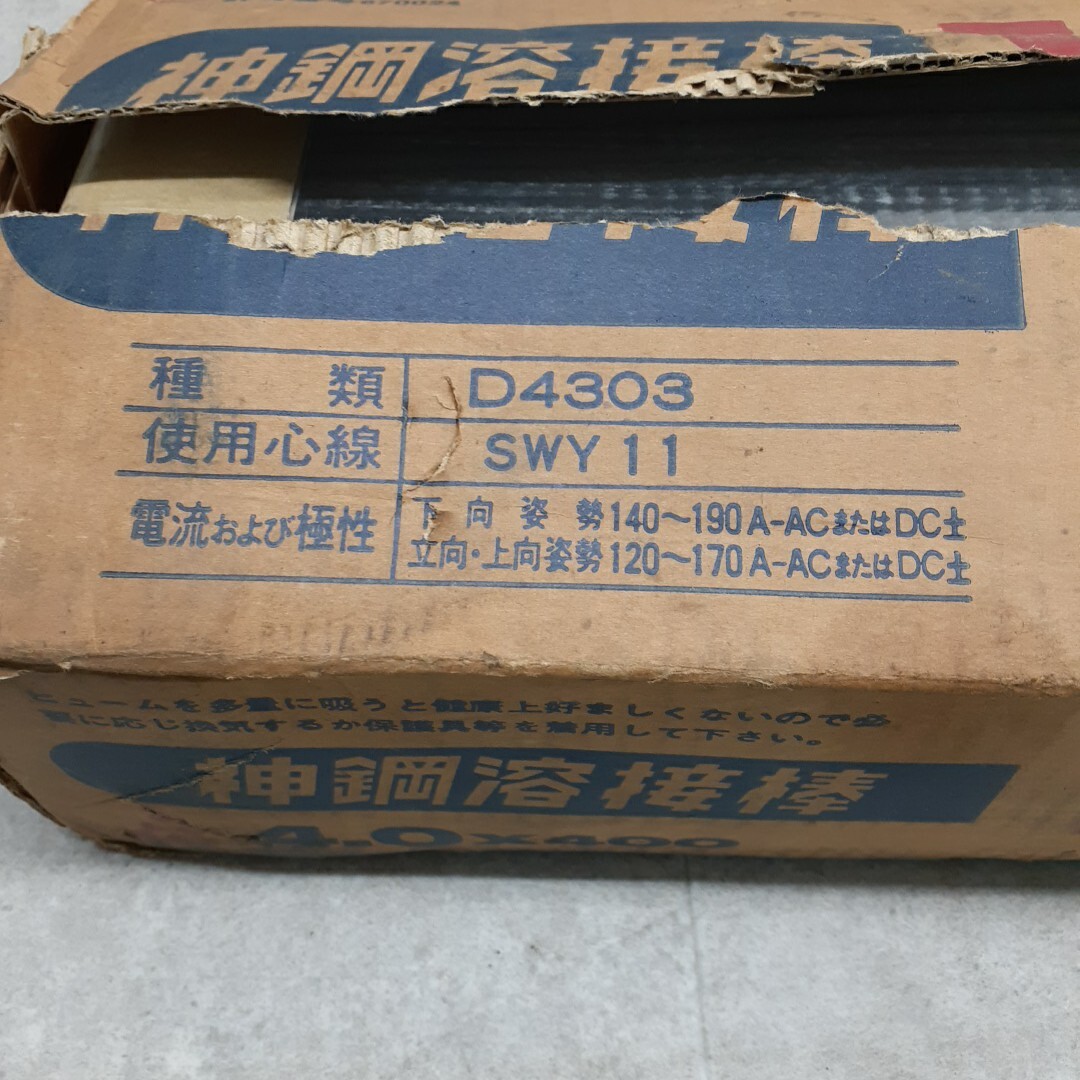 神鋼溶接棒
種類 D4303
使用心線 SWY 11
電流および極性 下向姿勢140～190A-ACまたはDC±
立向・上向姿勢120～170A-ACまたはDC±
ヒュームを多量に吸うと健康上好ましくないので必
要に応じ換気するか保護具等を着用して下さい。
神鋼溶接棒
4.0×400